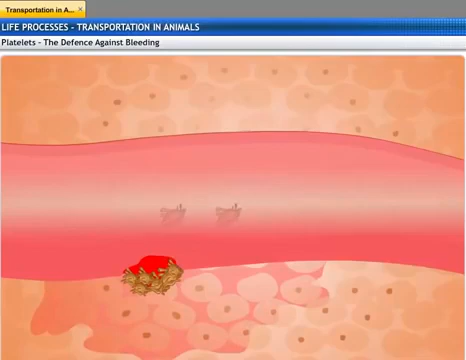 Transportation in A...
LIFE PROCESSES - TRANSPORTATION IN ANIMALS
Platelets - The Defence Against Bleeding